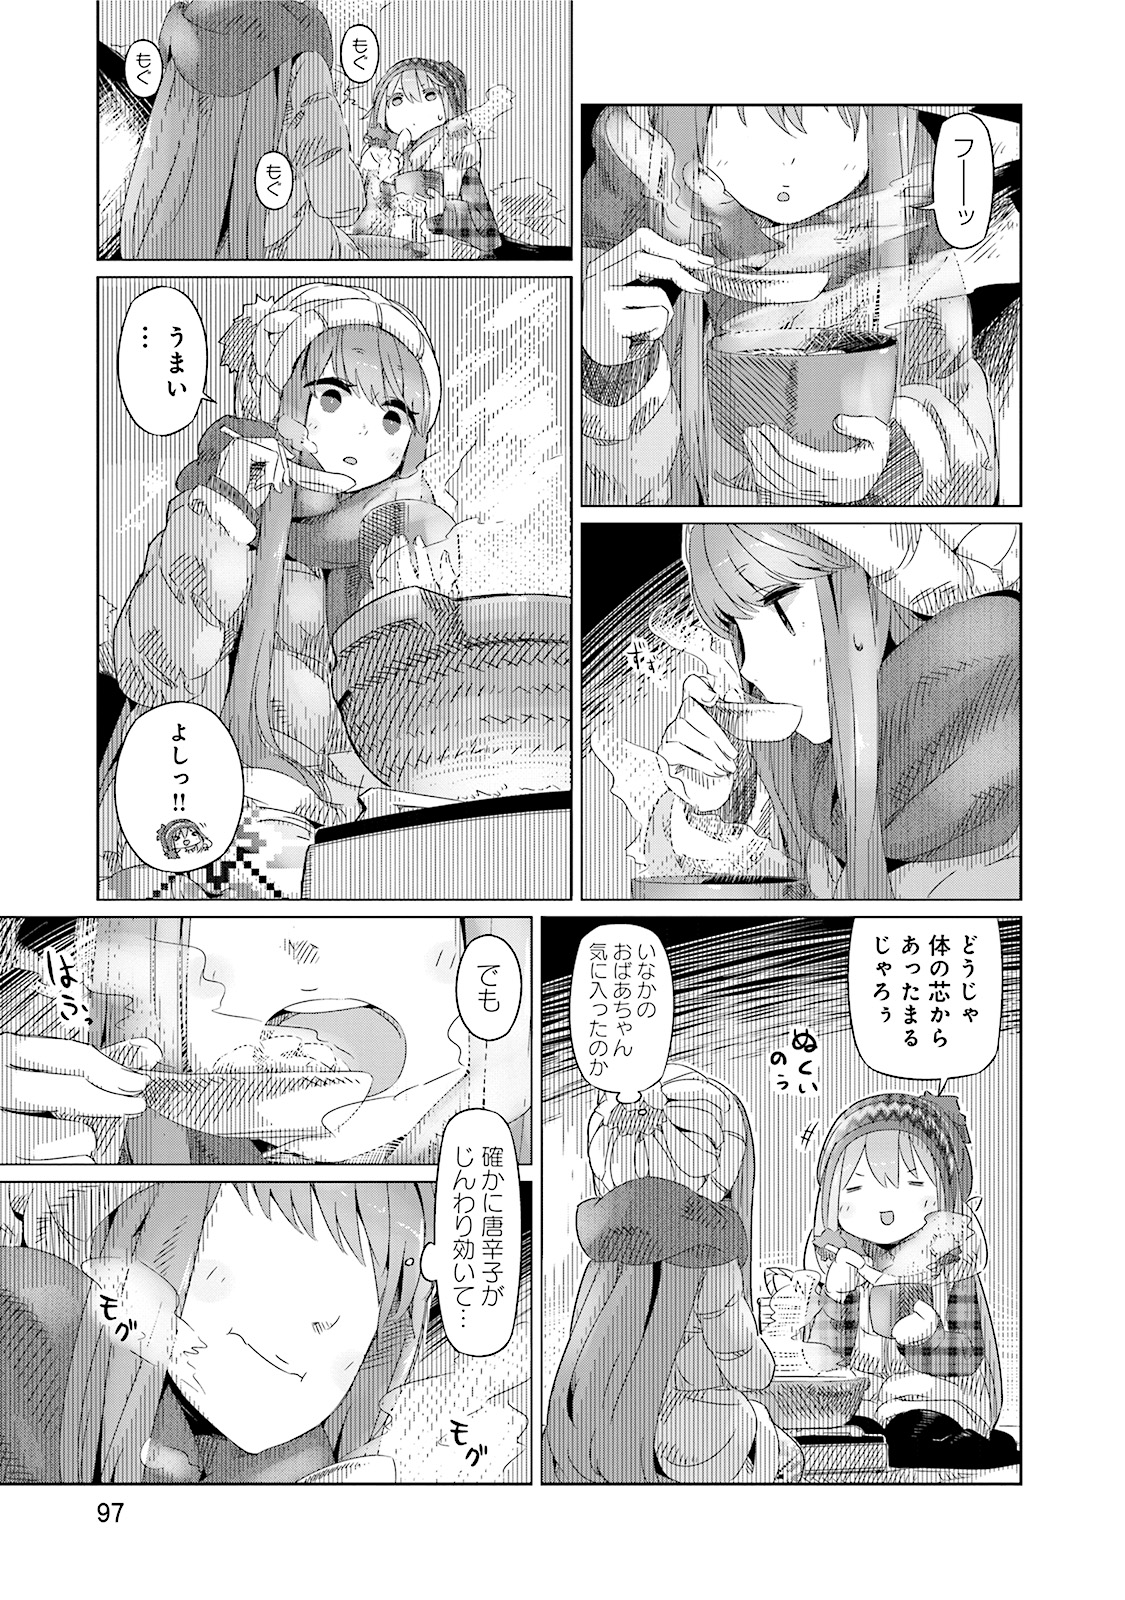 フーッ
ずず
もぐ
もぐ
もぐ
うまい
…
よしっ!!
どうじゃ
体の芯から
あったまる
じゃろぅ
ぬくい
のぅ
いなかの
おばあちゃん
気に入ったのか
でも
はふっ
確かに唐辛子が
じんわり効いて…
モグ
モグ
97